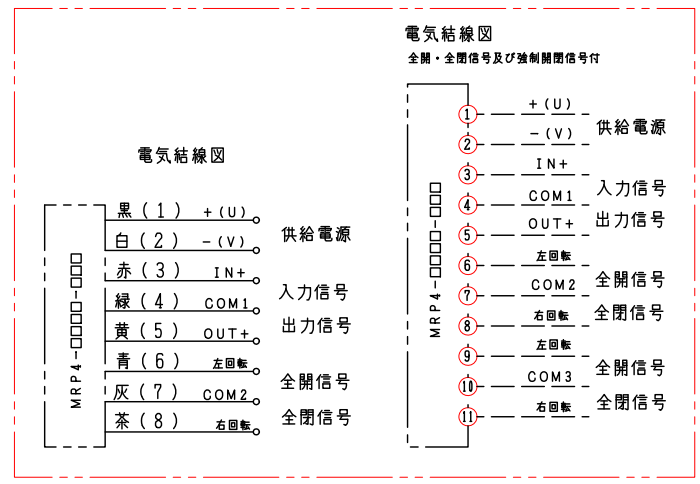 電気結線図
MRP4-□□□□-□□□
黒(1) +(U)
白(2) -(V)
供給電源
赤(3) IN+
入力信号
緑(4) COM1
黄(5) OUT+
出力信号
青(6) 左回転
全開信号
灰(7) COM2
茶(8) 右回転
全閉信号
電気結線図
全開・全閉信号及び強制開閉信号付
MRP4-□□□□-□□□
① +(U)
② -(V)
供給電源
③ IN+
入力信号
④ COM1
⑤ OUT+
出力信号
⑥ 左回転
全開信号
⑦ COM2
⑧ 右回転
全閉信号
⑨ 左回転
全開信号
⑩ COM3
⑪ 右回転
全閉信号